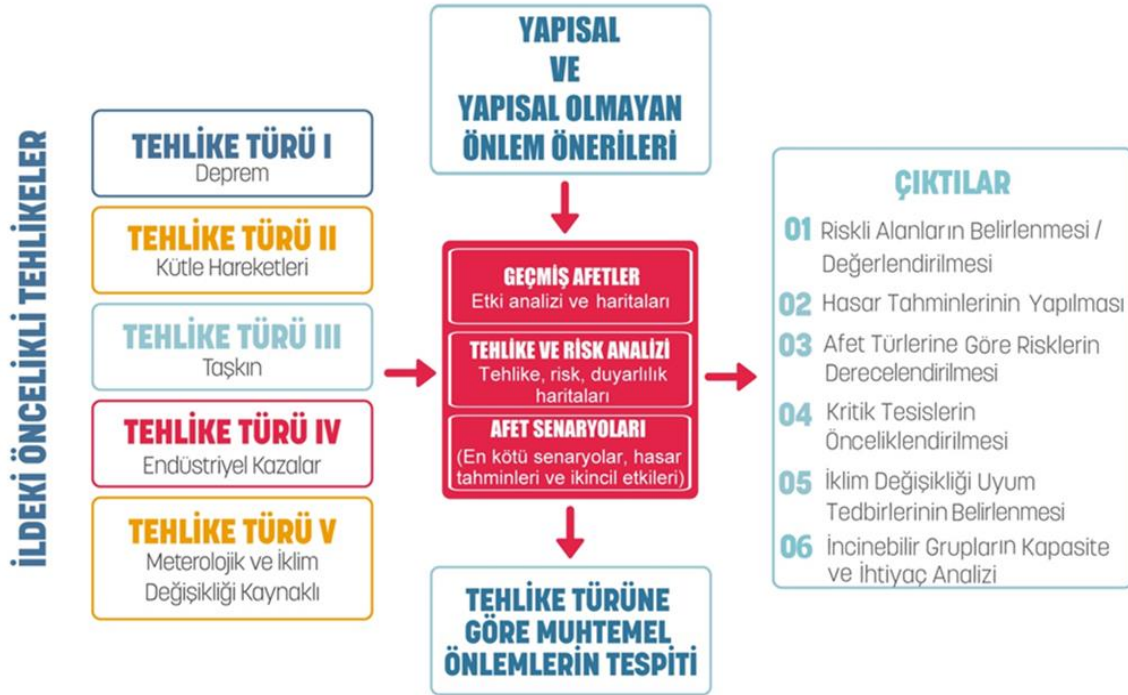 İLDEKİ ÖNCELİKLİ TEHLİKELER
TEHLİKE TÜRÜ I
Deprem
TEHLİKE TÜRÜ II
Kütle Hareketleri
TEHLİKE TÜRÜ III
Taşkın
TEHLİKE TÜRÜ IV
Endüstriyel Kazalar
TEHLİKE TÜRÜ V
Meterolojik ve İklim
Değişikliği Kaynaklı
YAPISAL
VE
YAPISAL OLMAYAN
ÖNLEM ÖNERİLERİ
GEÇMİŞ AFETLER
Etki analizi ve haritaları
TEHLİKE VE RİSK ANALİZİ
Tehlike, risk, duyarlılık
haritaları
AFET SENARYOLARI
(En kötü senaryolar, hasar
tahminleri ve ikincil etkileri)
TEHLİKE TÜRÜNE
GÖRE MUHTEMEL
ÖNLEMLERİN TESPİTİ
ÇIKTILAR
01 Riskli Alanların Belirlenmesi /
Değerlendirilmesi
02 Hasar Tahminlerinin Yapılması
03 Afet Türlerine Göre Risklerin
Derecelendirilmesi
04 Kritik Tesislerin
Önceliklendirilmesi
05 İklim Değişikliği Uyum
Tedbirlerinin Belirlenmesi
06 İncinebilir Grupların Kapasite
ve İhtiyaç Analizi